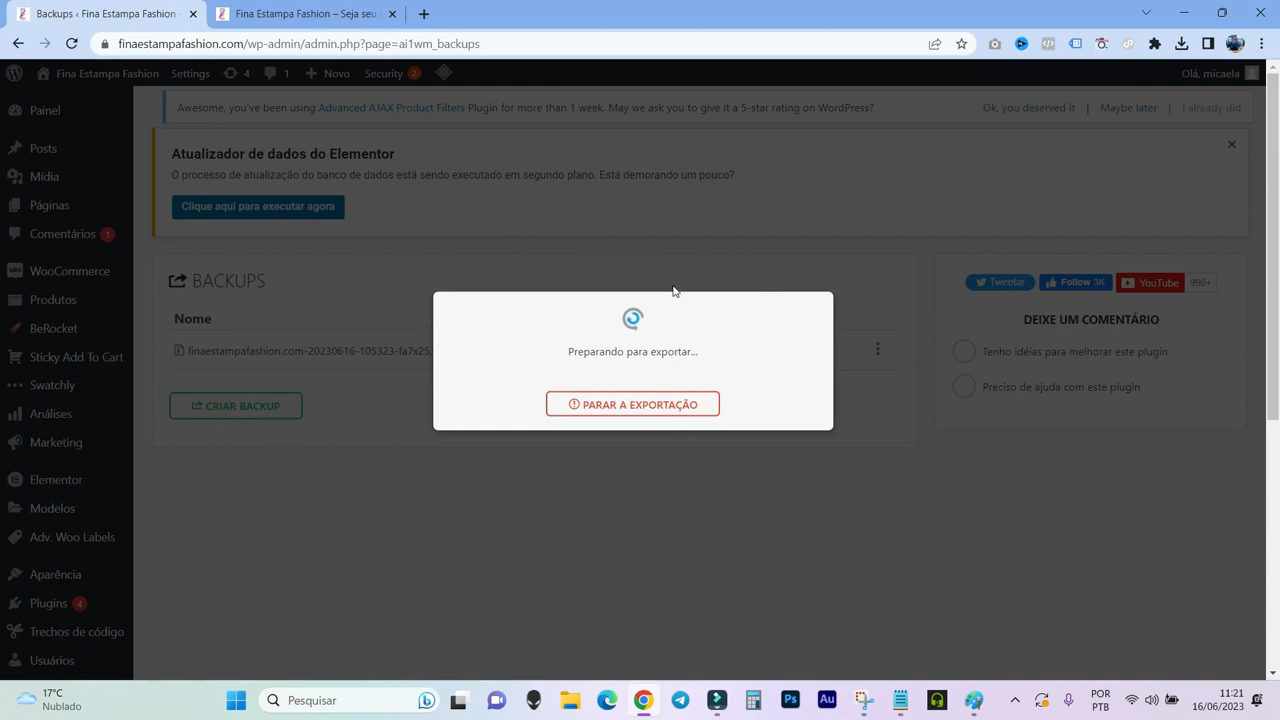 Backups ‹ Fina Estampa Fashion
Fina Estampa Fashion – Seja seu
finaestampafashion.com/wp-admin/admin.php?page=ai1wm_backups
Fina Estampa Fashion
Settings
4
1
Novo
Security 2
Olá, micaela
Awesome, you've been using Advanced AJAX Product Filters Plugin for more than 1 week. May we ask you to give it a 5-star rating on WordPress?
Ok, you deserved it | Maybe later | I already did
Atualizador de dados do Elementor
O processo de atualização do banco de dados está sendo executado em segundo plano. Está demorando um pouco?
Clique aqui para executar agora
Painel
Posts
Mídia
Páginas
Comentários 1
WooCommerce
Produtos
BeRocket
Sticky Add To Cart
Swatchly
Análises
Marketing
Elementor
Modelos
Adv. Woo Labels
Aparência
Plugins 4
Trechos de código
Usuários
BACKUPS
Nome
finaestampafashion.com-20230616-105323-fa7x25
CRIAR BACKUP
Preparando para exportar...
PARAR A EXPORTAÇÃO
Tweetar
Follow 3K
YouTube 999+
DEIXE UM COMENTÁRIO
Tenho idéias para melhorar este plugin
Preciso de ajuda com este plugin
17°C
Nublado
Pesquisar
Ps
Au
POR
PTB
11:21
16/06/2023